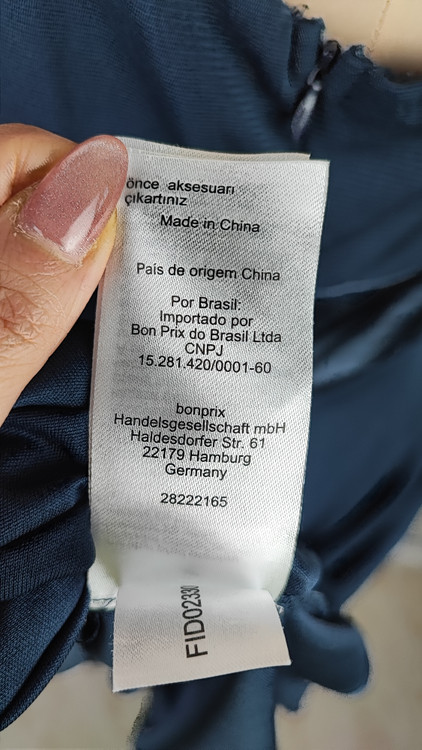 önce aksesuarı
çıkartınız
Made in China
País de origem China
Por Brasil:
Importado por
Bon Prix do Brasil Ltda.
CNPJ
15.281.420/0001-60
bonprix
Handelsgesellschaft mbH
Haldesdorfer Str. 61
22179 Hamburg
Germany
28222165
FID02330